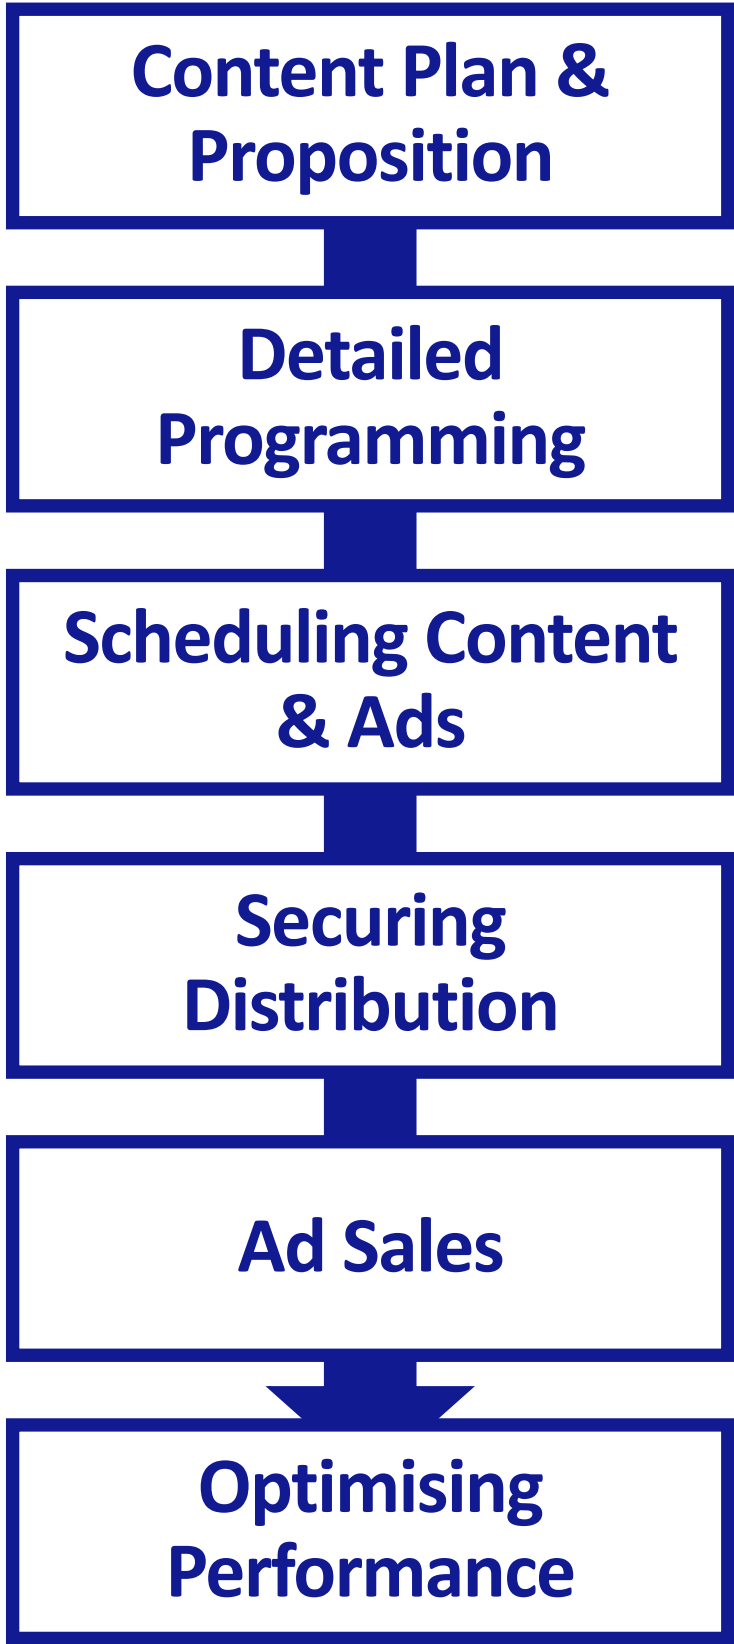 Content Plan &
Proposition
Detailed
Programming
Scheduling Content
& Ads
Securing
Distribution
Ad Sales
Optimising
Performance